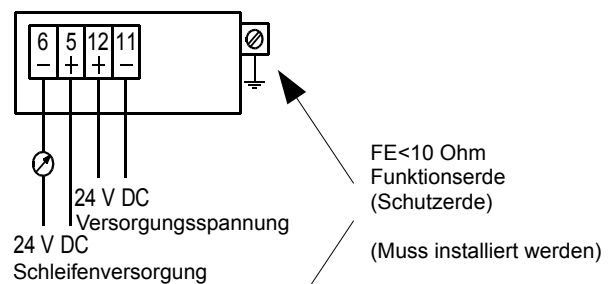 6 5 12 11
– + + –
FE<10 Ohm
Funktionserde
(Schutzerde)
(Muss installiert werden)
24 V DC
Versorgungsspannung
24 V DC
Schleifenversorgung